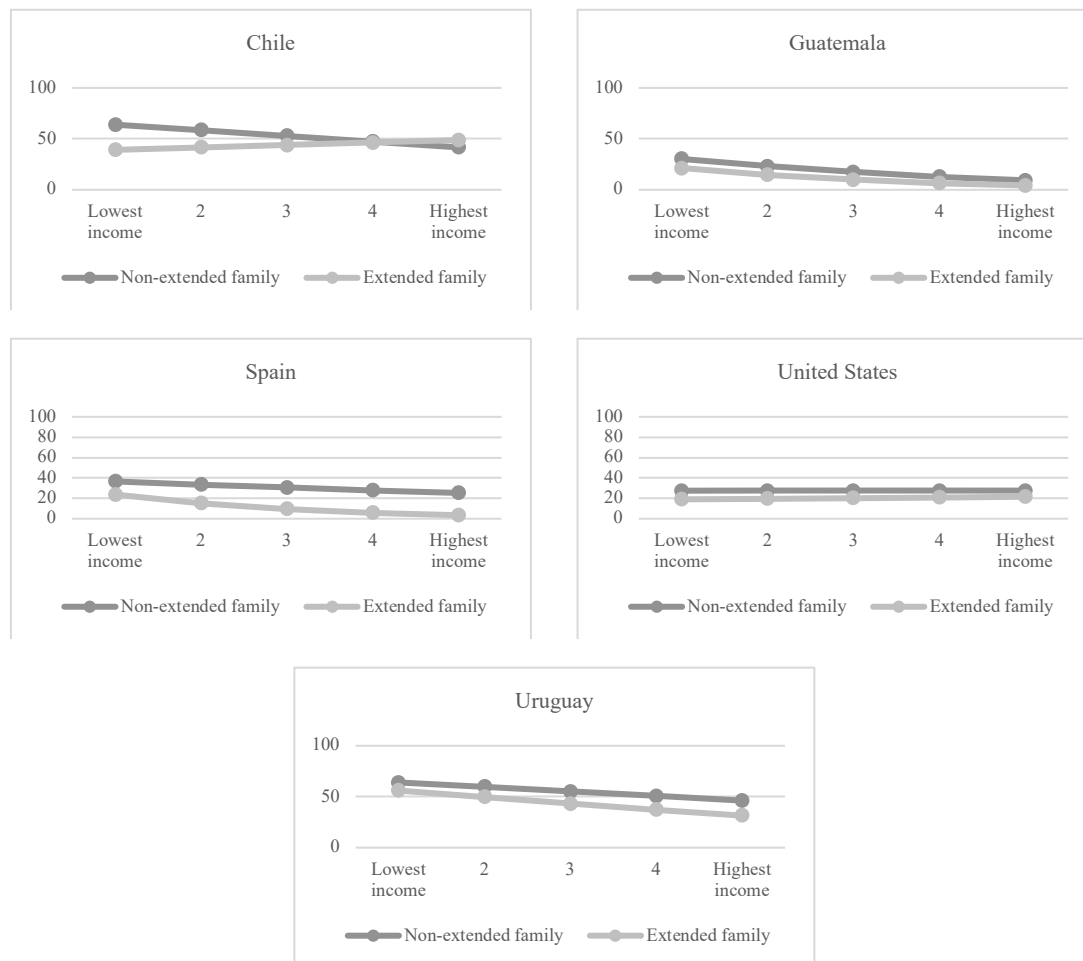 Chile
100
50
0
Lowest income 2 3 4 Highest income
Non-extended family Extended family
Guatemala
100
50
0
Lowest income 2 3 4 Highest income
Non-extended family Extended family
Spain
100
80
60
40
20
0
Lowest income 2 3 4 Highest income
Non-extended family Extended family
United States
100
80
60
40
20
0
Lowest income 2 3 4 Highest income
Non-extended family Extended family
Uruguay
100
50
0
Lowest income 2 3 4 Highest income
Non-extended family Extended family